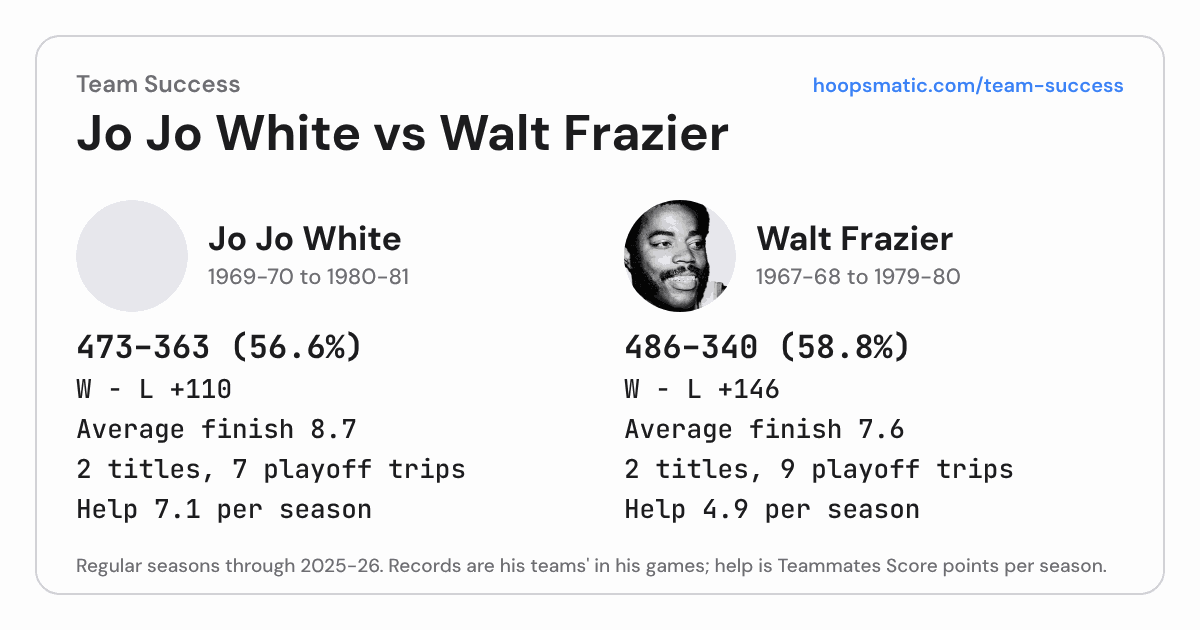 Team Success
hoopsmatic.com/team-success
Jo Jo White vs Walt Frazier
Jo Jo White
1969-70 to 1980-81
473-363 (56.6%)
W - L +110
Average finish 8.7
2 titles, 7 playoff trips
Help 7.1 per season
Walt Frazier
1967-68 to 1979-80
486-340 (58.8%)
W - L +146
Average finish 7.6
2 titles, 9 playoff trips
Help 4.9 per season
Regular seasons through 2025-26. Records are his teams' in his games; help is Teammates Score points per season.